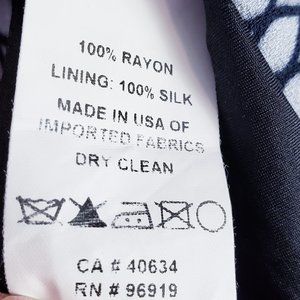 100% RAYON
LINING: 100% SILK
MADE IN USA OF
IMPORTED FABRICS
DRY CLEAN
CA # 40634
RN # 96919